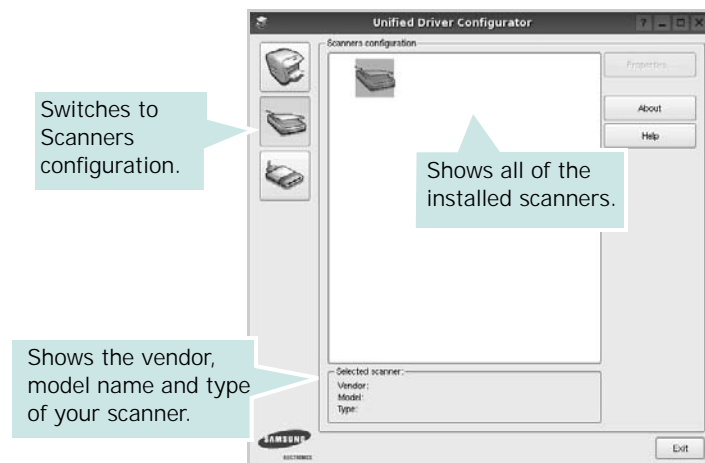 Unified Driver Configurator
Scanners configuration
Properties...
About
Help
Switches to
Scanners
configuration.
Shows all of the
installed scanners.
Shows the vendor,
model name and type
of your scanner.
Selected scanner:
Vendor:
Model:
Type:
SAMSUNG
ELECTRONICS
Exit